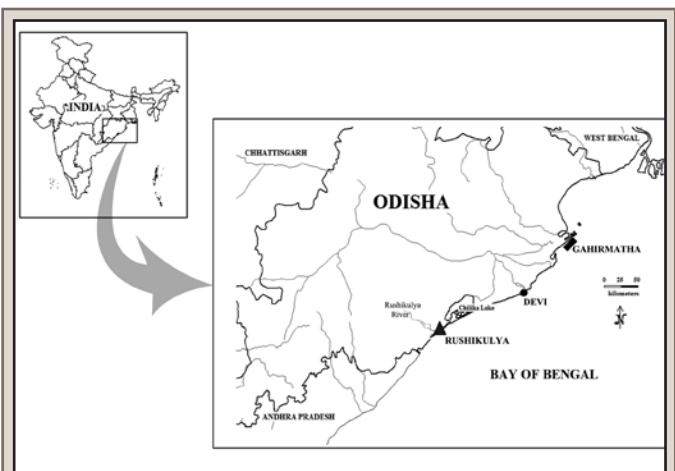 INDIA
CHHATTISGARH
WEST BENGAL
ODISHA
GAHIRMATHA
0 25 50
kilometers
DEVI
N
Chilika Lake
Rushikulya
River
RUSHIKULYA
BAY OF BENGAL
ANDHRA PRADESH